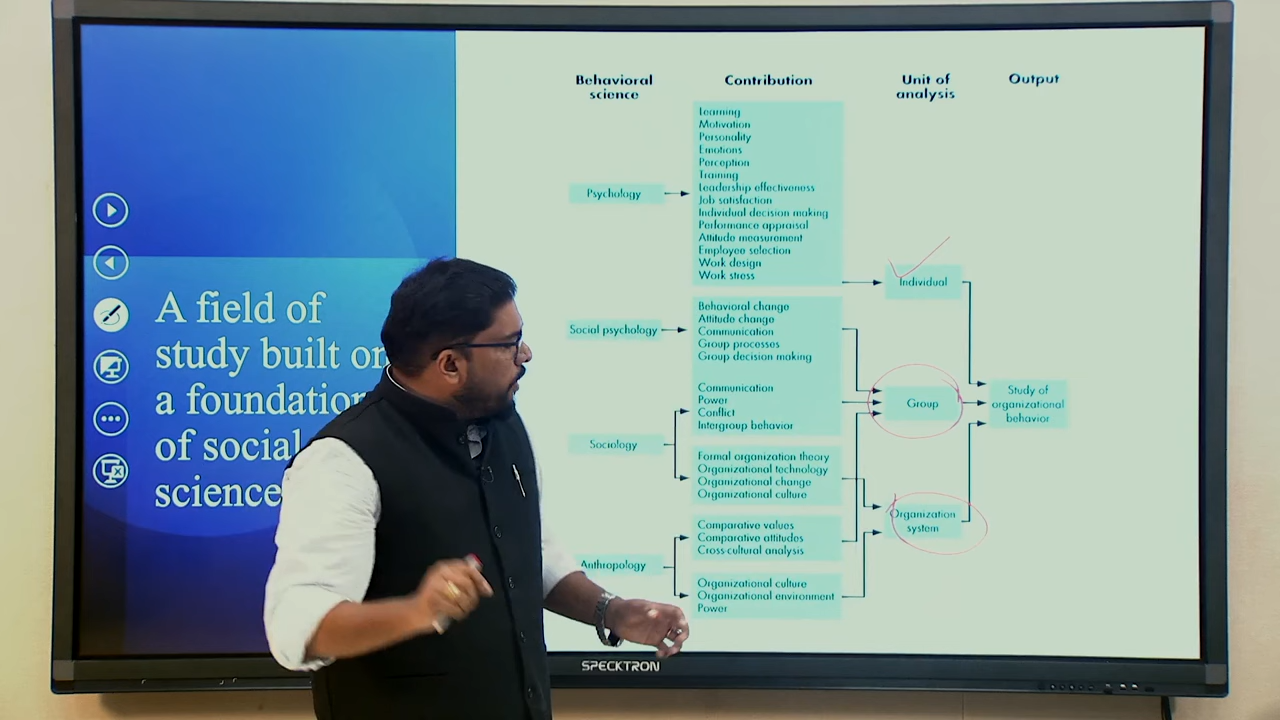 A field of
study built on
a foundation
of social
science
Behavioral
science
Contribution
Unit of
analysis
Output
Psychology
Learning
Motivation
Personality
Emotions
Perception
Training
Leadership effectiveness
Job satisfaction
Individual decision making
Performance appraisal
Attitude measurement
Employee selection
Work design
Work stress
Individual
Social psychology
Behavioral change
Attitude change
Communication
Group processes
Group decision making
Communication
Power
Conflict
Intergroup behavior
Group
Study of
organizational
behavior
Sociology
Formal organization theory
Organizational technology
Organizational change
Organizational culture
Organization
system
Anthropology
Comparative values
Comparative attitudes
Cross-cultural analysis
Organizational culture
Organizational environment
Power
SPECKTRON